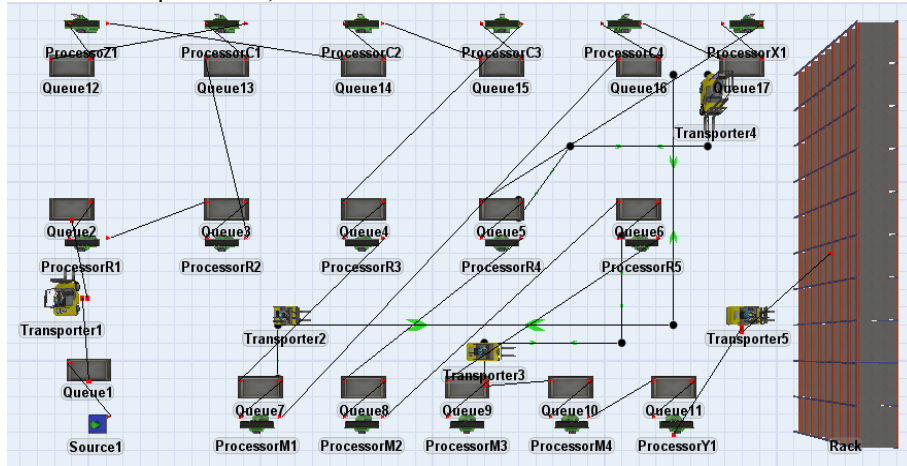 ProcessoZ1
ProcessorC1
ProcessorC2
ProcessorC3
ProcessorC4
ProcessorX1
Queue12
Queue13
Queue14
Queue15
Queue16
Queue17
Transporter4
Queue2
Queue3
Queue4
Queue5
Queue6
ProcessorR1
ProcessorR2
ProcessorR3
ProcessorR4
ProcessorR5
Transporter1
Transporter2
Transporter5
Transporter3
Queue1
Queue7
Queue8
Queue9
Queue10
Queue11
Source1
ProcessorM1
ProcessorM2
ProcessorM3
ProcessorM4
ProcessorY1
Rack